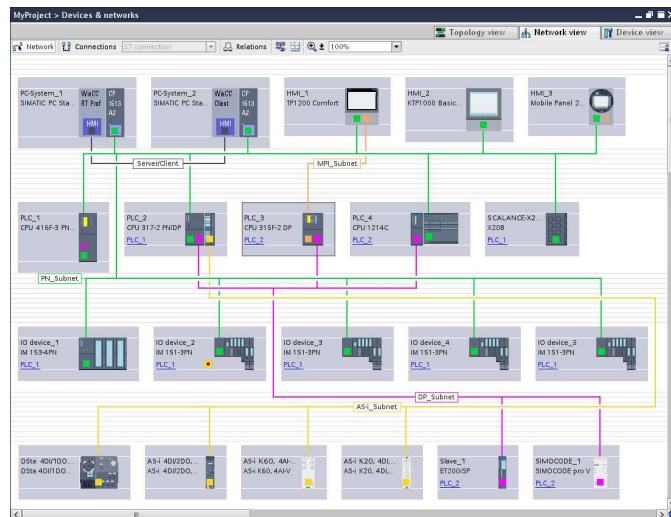 MyProject > Devices & networks
Topology view Network view Device view
Network Connections S7 connection Relations 100%
PC-System_1
SIMATIC PC Sta...
WinCC
RT Prof
CP
1613
A2
HMI
PC-System_2
SIMATIC PC Sta...
WinCC
Client
CP
1613
A2
HMI
HMI_1
TP1200 Comfort
HMI_2
KTP1000 Basic...
HMI_3
Mobile Panel 2...
Server/Client
MPI_Subnet
PLC_1
CPU 416F-3 PN...
PLC_2
CPU 317-2 PN/DP
PLC_1
PLC_3
CPU 315F-2 DP
PLC_2
PLC_4
CPU 1214C
PLC_2
SCALANCE-X2...
X208
PLC_1
PN_Subnet
IO device_1
IM 153-4PN
PLC_1
IO device_2
IM 151-3PN
PLC_1
IO device_3
IM 151-3PN
PLC_1
IO device_4
IM 151-3PN
PLC_1
IO device_5
IM 151-3PN
PLC_1
DP_Subnet
AS-i_Subnet
DSte 4DI/1DO...
DSte 4DI/1DO...
AS-i 4DI/2DO,...
AS-i 4DI/2DO,...
AS-i K60, 4AI-...
AS-i K60, 4AI-V
AS-i K20, 4DI...
AS-i K20, 4DI...
Slave_1
ET200iSP
PLC_2
SIMOCODE_1
SIMOCODE pro V
PLC_2